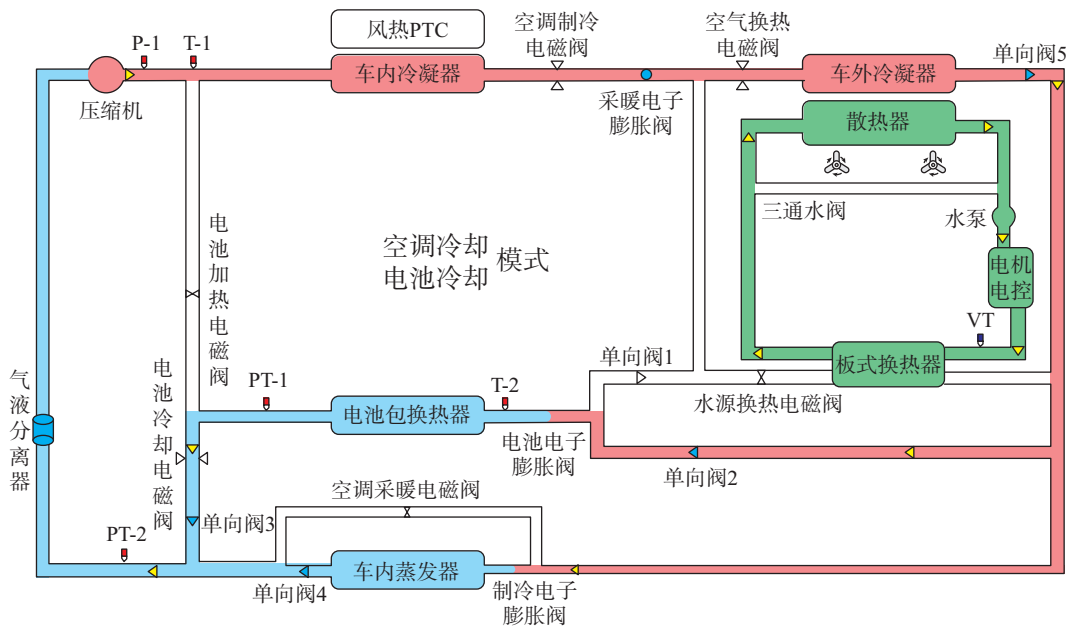 风热PTC
空调制冷
电磁阀
空气换热
电磁阀
P-1
T-1
单向阀5
车内冷凝器
车外冷凝器
压缩机
采暖电子
膨胀阀
散热器
三通水阀
水泵
电池加热电磁阀
空调冷却
电池冷却
模式
电机
电控
VT
单向阀1
板式换热器
气液分离器
电池冷却电磁阀
PT-1
T-2
水源换热电磁阀
电池包换热器
电池电子
膨胀阀
单向阀2
空调采暖电磁阀
单向阀3
PT-2
车内蒸发器
单向阀4
制冷电子
膨胀阀